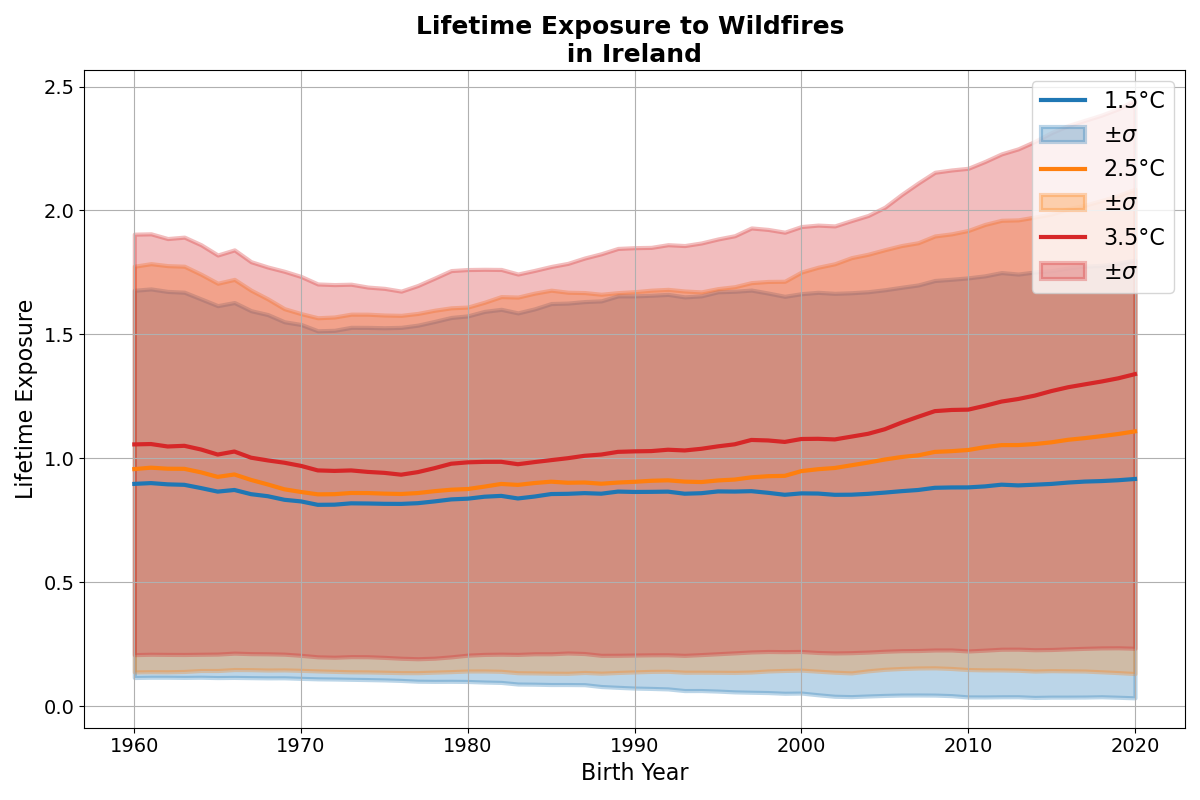 Lifetime Exposure to Wildfires
in Ireland
2.5
2.0
1.5
1.0
0.5
0.0
Lifetime Exposure
1960
1970
1980
1990
2000
2010
2020
Birth Year
1.5°C
±σ
2.5°C
±σ
3.5°C
±σ